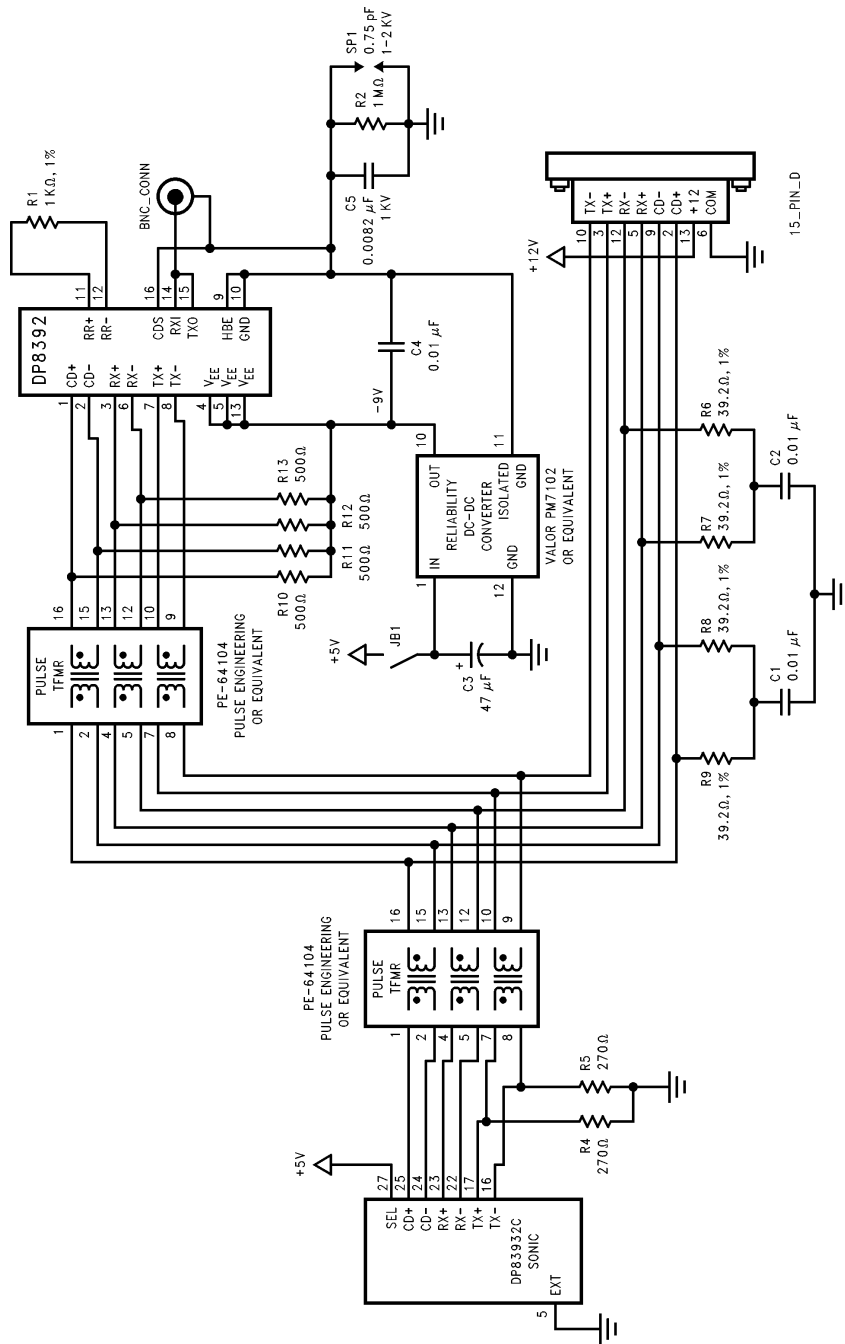 R1
1 KΩ, 1%
BNC_CONN
SP1
0.75 pF
1-2 KV
R2
1 MΩ
C5
0.0082 µF
1 KV
DP8392
11
RR+
12
RR-
16
CDS
14
RXI
15
TXO
9
HBE
10
GND
1
CD+
2
CD-
3
RX+
6
RX-
7
TX+
8
TX-
4
VEE
5
VEE
13
VEE
-9V
C4
0.01 µF
R13
500Ω
R12
500Ω
R11
500Ω
R10
500Ω
10
OUT
11
GND
RELIABILITY
DC-DC
CONVERTER
ISOLATED
1
IN
12
GND
VALOR PM7102
OR EQUIVALENT
+5V
JB1
+
C3
47 µF
16
15
13
12
10
9
PULSE
TFMR
1
2
4
5
7
8
PE-64104
PULSE ENGINEERING
OR EQUIVALENT
+12V
10
TX-
3
TX+
12
RX-
5
RX+
9
CD-
2
CD+
13
+12
6
COM
15_PIN_D
R6
39.2Ω, 1%
R7
39.2Ω, 1%
C2
0.01 µF
R8
39.2Ω, 1%
R9
39.2Ω, 1%
C1
0.01 µF
PE-64104
PULSE ENGINEERING
OR EQUIVALENT
PULSE
TFMR
16
15
13
12
10
9
1
2
4
5
7
8
R5
270Ω
R4
270Ω
+5V
27
SEL
25
CD+
24
CD-
23
RX+
22
RX-
17
TX+
16
TX-
DP83932C
SONIC
5
EXT